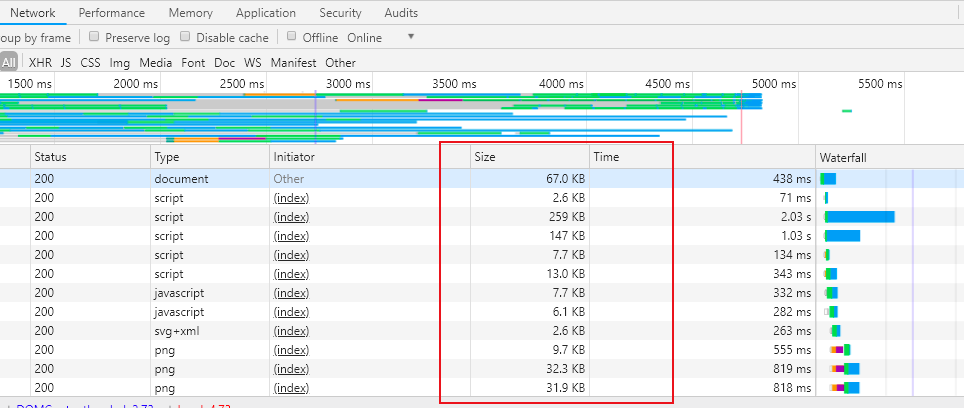 Network Performance Memory Application Security Audits
oup by frame Preserve log Disable cache Offline Online
All XHR JS CSS Img Media Font Doc WS Manifest Other
1500 ms 2000 ms 2500 ms 3000 ms 3500 ms 4000 ms 4500 ms 5000 ms 5500 ms
Status Type Initiator Size Time Waterfall
200 document Other 67.0 KB 438 ms
200 script (index) 2.6 KB 71 ms
200 script (index) 259 KB 2.03 s
200 script (index) 147 KB 1.03 s
200 script (index) 7.7 KB 134 ms
200 script (index) 13.0 KB 343 ms
200 javascript (index) 7.7 KB 332 ms
200 javascript (index) 6.1 KB 282 ms
200 svg+xml (index) 2.6 KB 263 ms
200 png (index) 9.7 KB 555 ms
200 png (index) 32.3 KB 819 ms
200 png (index) 31.9 KB 818 ms